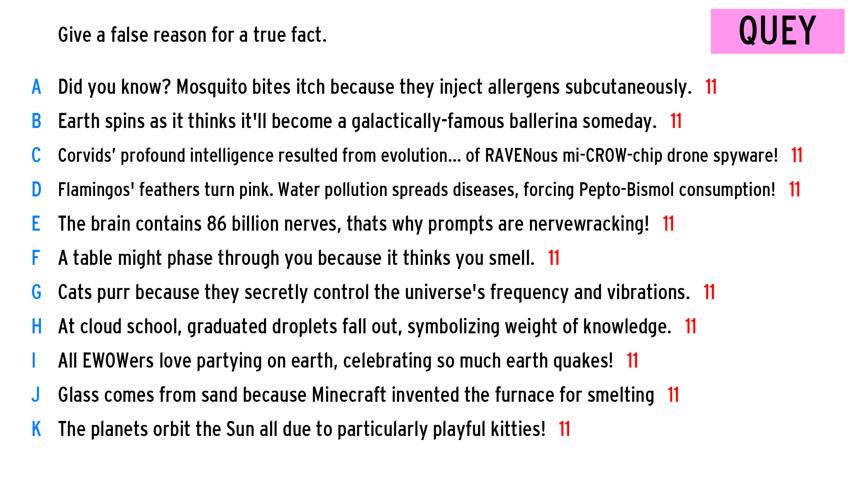 Give a false reason for a true fact.
QUEY
A Did you know? Mosquito bites itch because they inject allergens subcutaneously. 11
B Earth spins as it thinks it'll become a galactically-famous ballerina someday. 11
C Corvids’ profound intelligence resulted from evolution... of RAVENous mi-CROW-chip drone spyware! 11
D Flamingos' feathers turn pink. Water pollution spreads diseases, forcing Pepto-Bismol consumption! 11
E The brain contains 86 billion nerves, thats why prompts are nervewracking! 11
F A table might phase through you because it thinks you smell. 11
G Cats purr because they secretly control the universe's frequency and vibrations. 11
H At cloud school, graduated droplets fall out, symbolizing weight of knowledge. 11
I All EWOWers love partying on earth, celebrating so much earth quakes! 11
J Glass comes from sand because Minecraft invented the furnace for smelting 11
K The planets orbit the Sun all due to particularly playful kitties! 11